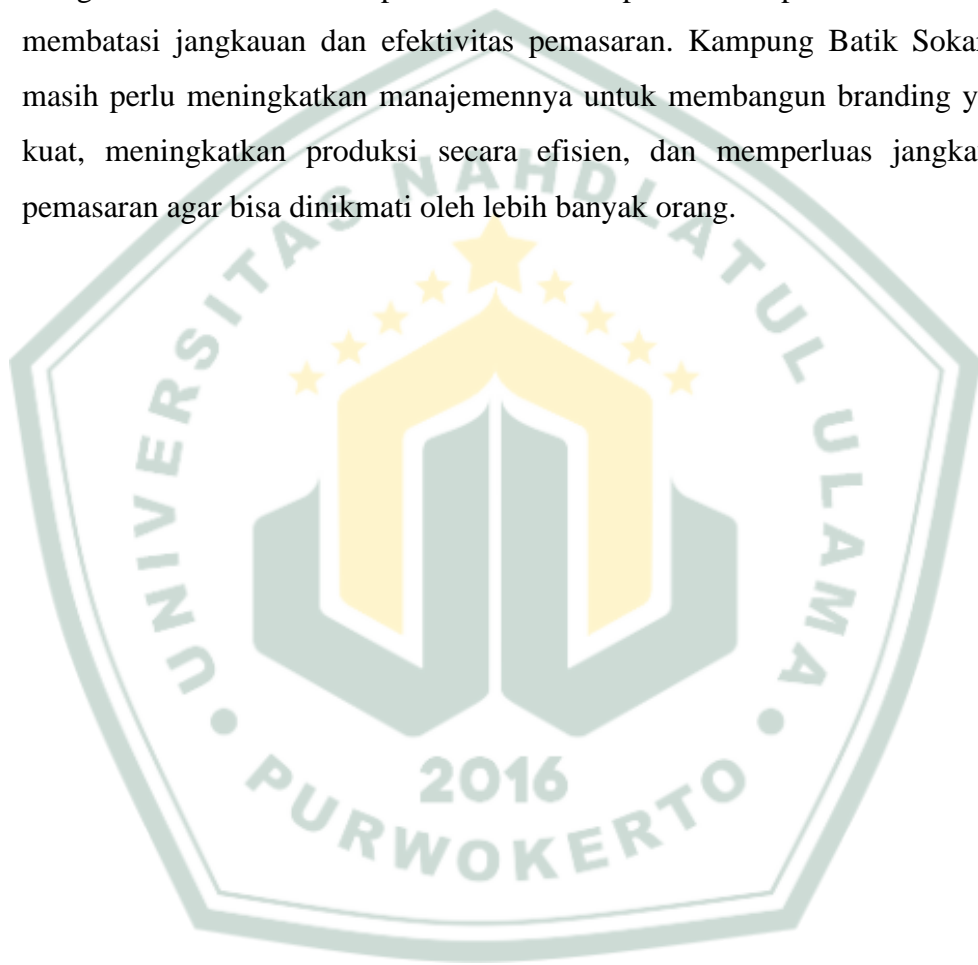 membatasi jangkauan dan efektivitas pemasaran. Kampung Batik
masih perlu meningkatkan manajemennya untuk membangun branding
kuat, meningkatkan produksi secara efisien, dan memperluas
pemasaran agar bisa dinikmati oleh lebih banyak orang.
UNIVERSITAS NAHDLATUL ULAMA
2016
PURWOKERTO